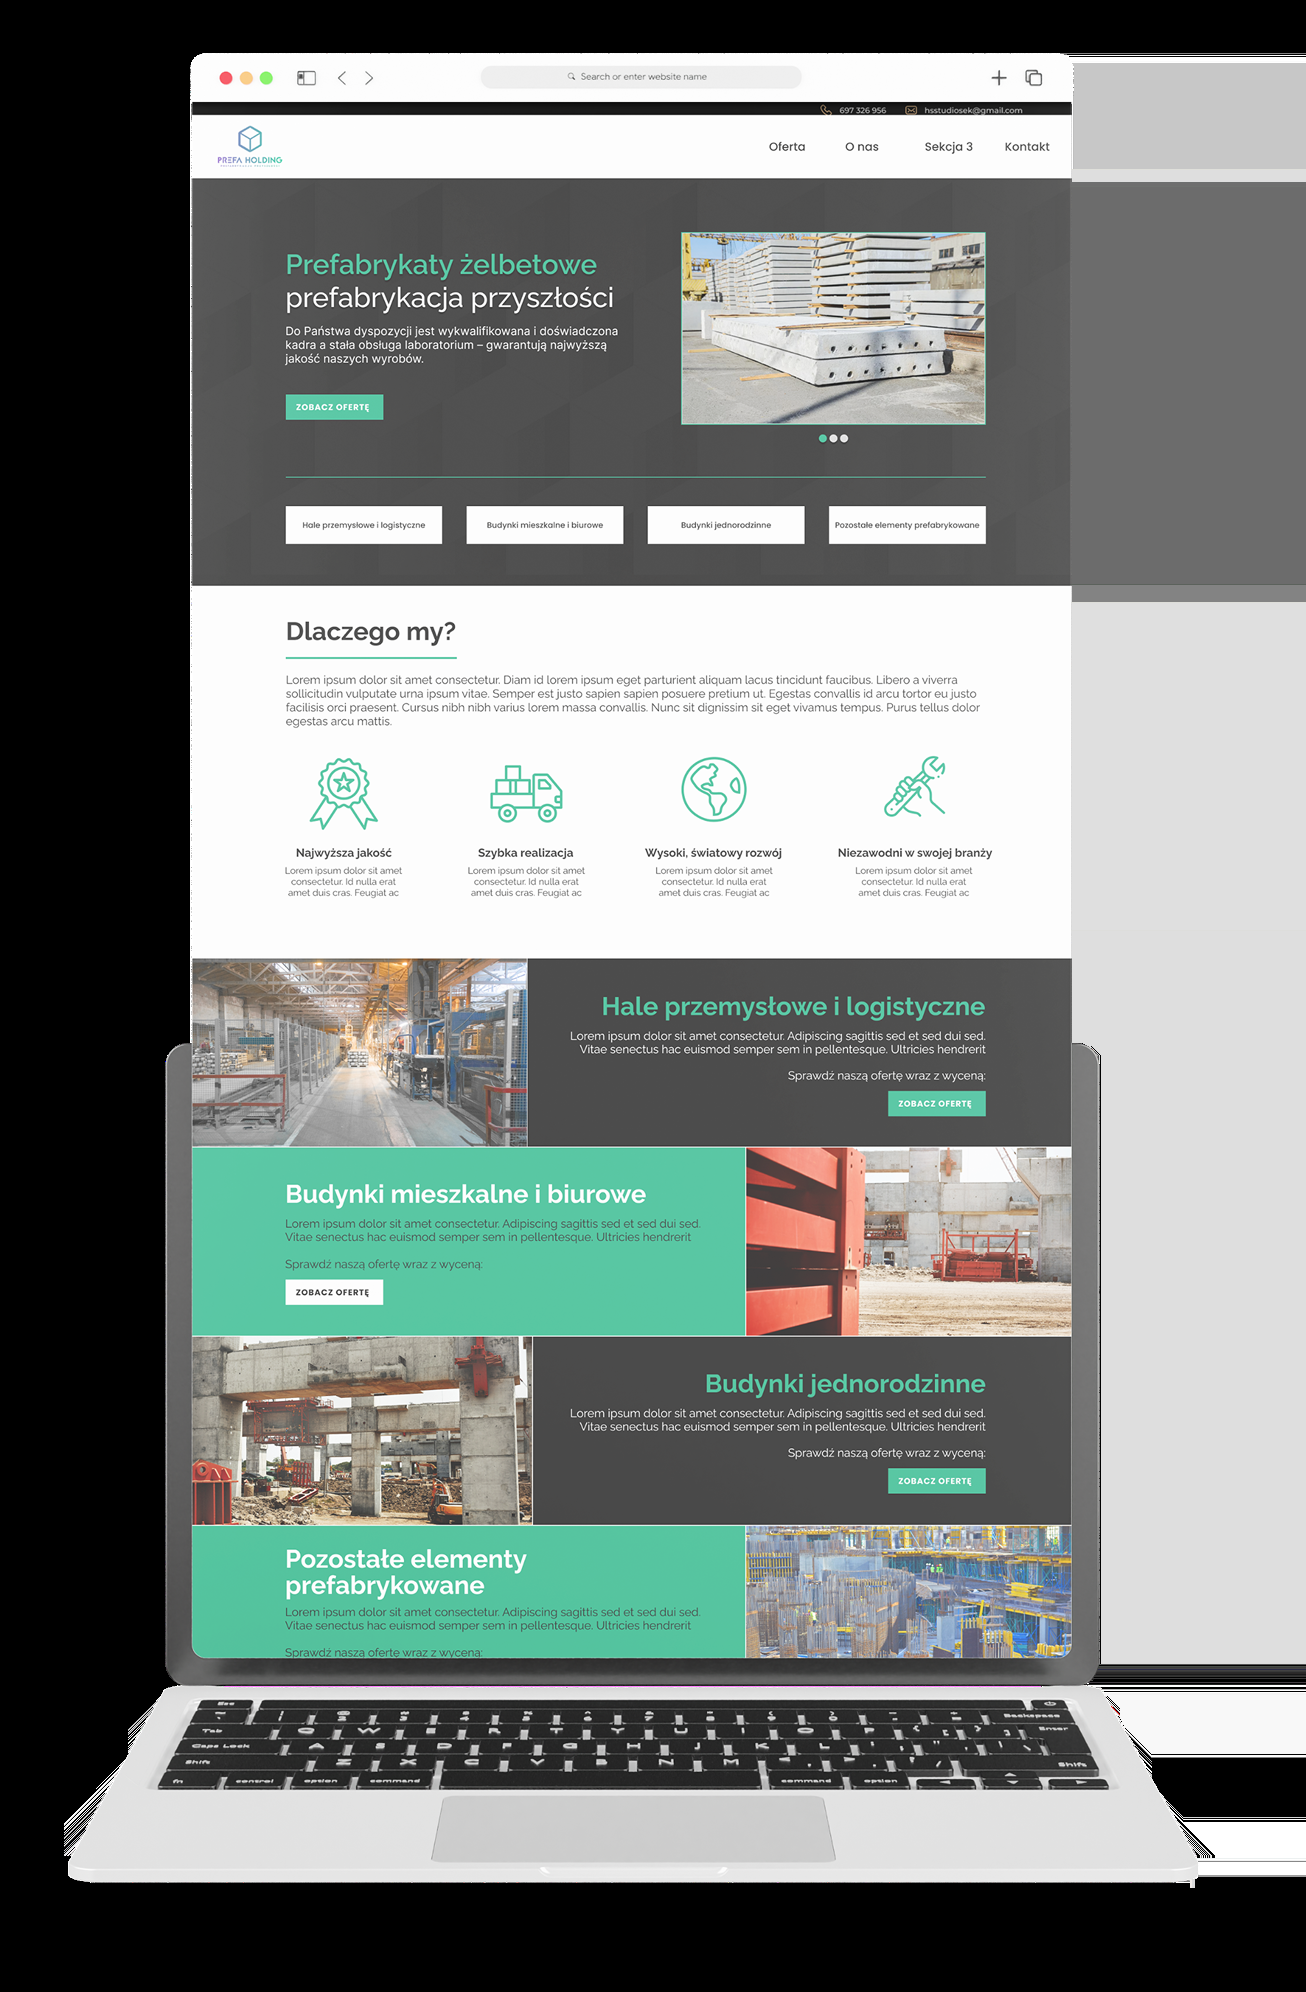 Search or enter website name
697 326 956
hsstudiosek@gmail.com
PREFA HOLDING
Oferta
O nas
Sekcja 3
Kontakt
Prefabrykaty żelbetowe
prefabrykacja przyszłości
Do Państwa dyspozycji jest wykwalifikowana i doświadczona
kadra a stała obsługa laboratorium – gwarantują najwyższą
jakość naszych wyrobów.
ZOBACZ OFERTĘ
Hale przemysłowe i logistyczne
Budynki mieszkalne i biurowe
Budynki jednorodzinne
Pozostałe elementy prefabrykowane
Dlaczego my?
Lorem ipsum dolor sit amet consectetur. Diam id lorem ipsum eget parturient aliquam lacus tincidunt faucibus. Libero a viverra
sollicitudin vulputate urna ipsum vitae. Semper est justo sapien sapien posuere pretium ut. Egestas convallis id arcu tortor eu justo
facilisis orci praesent. Cursus nibh nibh varius lorem massa convallis. Nunc sit dignissim sit eget vivamus tempus. Purus tellus dolor
egestas arcu mattis.
Najwyższa jakość
Lorem ipsum dolor sit amet
consectetur. Id nulla erat
amet duis cras. Feugiat ac
Szybka realizacja
Lorem ipsum dolor sit amet
consectetur. Id nulla erat
amet duis cras. Feugiat ac
Wysoki, światowy rozwój
Lorem ipsum dolor sit amet
consectetur. Id nulla erat
amet duis cras. Feugiat ac
Niezawodni w swojej branży
Lorem ipsum dolor sit amet
consectetur. Id nulla erat
amet duis cras. Feugiat ac
Hale przemysłowe i logistyczne
Lorem ipsum dolor sit amet consectetur. Adipiscing sagittis sed et sed dui sed.
Vitae senectus hac euismod semper sem in pellentesque. Ultricies hendrerit
Sprawdź naszą ofertę wraz z wyceną:
ZOBACZ OFERTĘ
Budynki mieszkalne i biurowe
Lorem ipsum dolor sit amet consectetur. Adipiscing sagittis sed et sed dui sed.
Vitae senectus hac euismod semper sem in pellentesque. Ultricies hendrerit
Sprawdź naszą ofertę wraz z wyceną:
ZOBACZ OFERTĘ
Budynki jednorodzinne
Lorem ipsum dolor sit amet consectetur. Adipiscing sagittis sed et sed dui sed.
Vitae senectus hac euismod semper sem in pellentesque. Ultricies hendrerit
Sprawdź naszą ofertę wraz z wyceną:
ZOBACZ OFERTĘ
Pozostałe elementy
prefabrykowane
Lorem ipsum dolor sit amet consectetur. Adipiscing sagittis sed et sed dui sed.
Vitae senectus hac euismod semper sem in pellentesque. Ultricies hendrerit
Sprawdź naszą ofertę wraz z wyceną:
Esc
Backspace
Tab Q W E R T Y U I O P Enter
Caps Lock A S D F G H J K L
Shift Z X C V B N M Shift
fn control option command command option